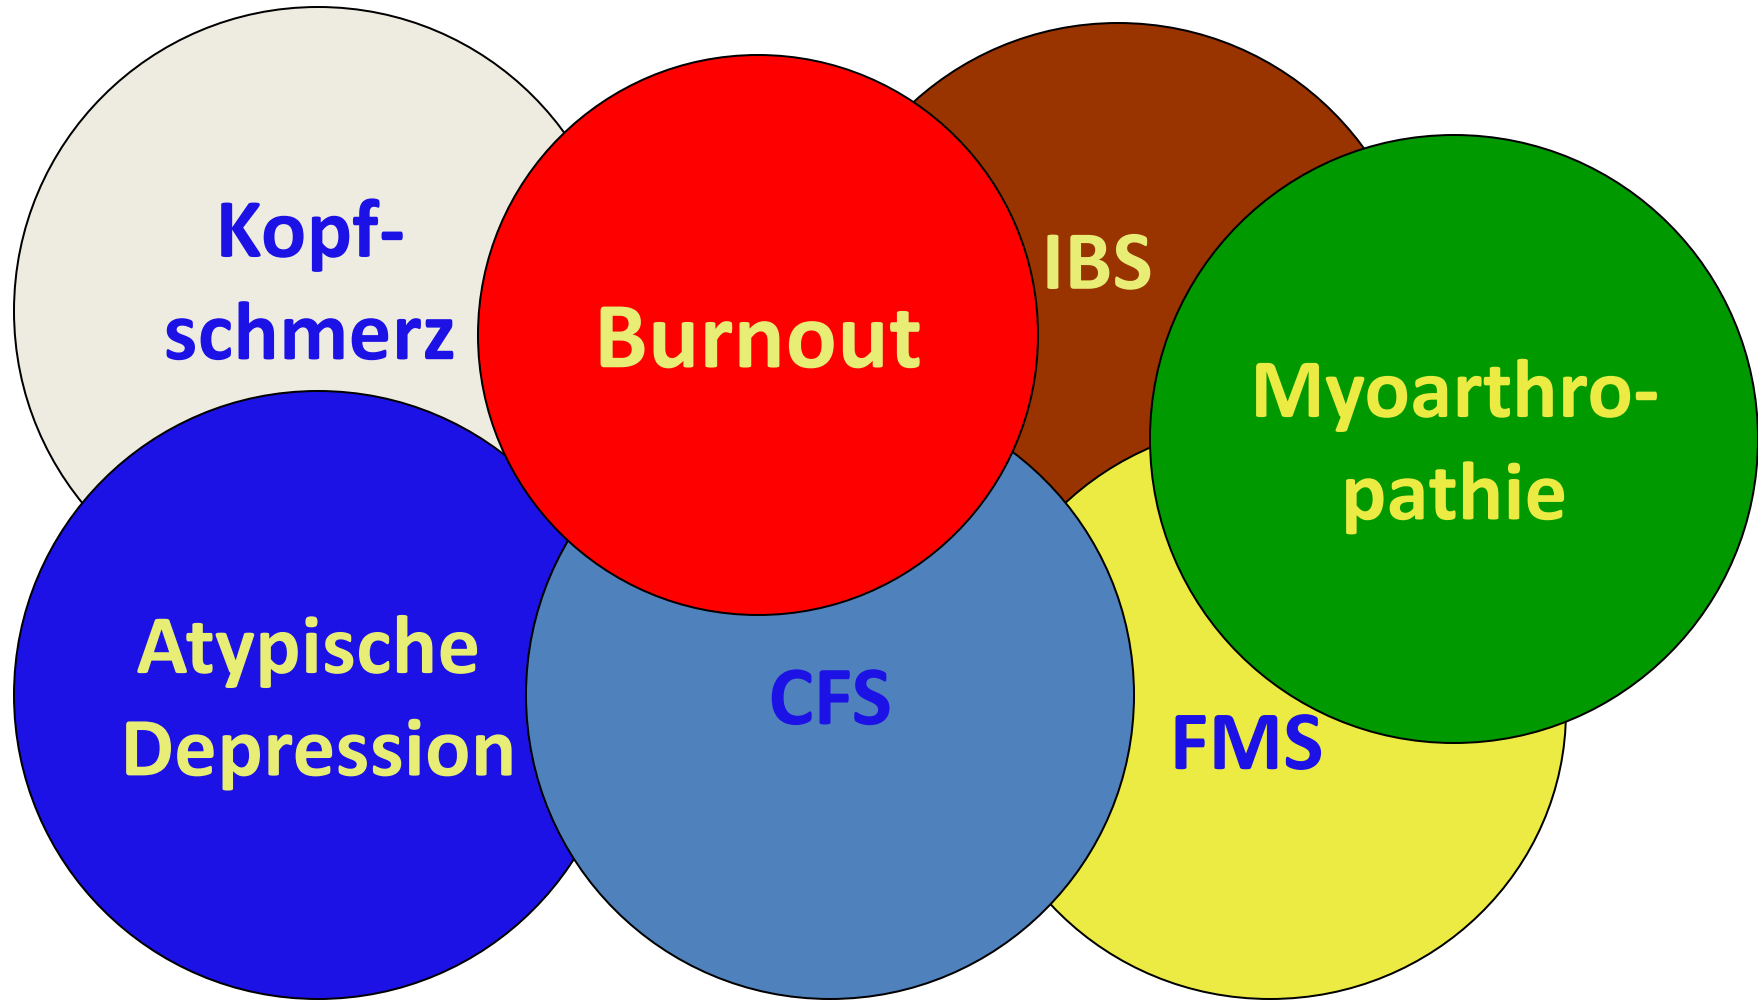 Kopf-
schmerz
Burnout
IBS
Myoarthro-
pathie
Atypische
Depression
CFS
FMS